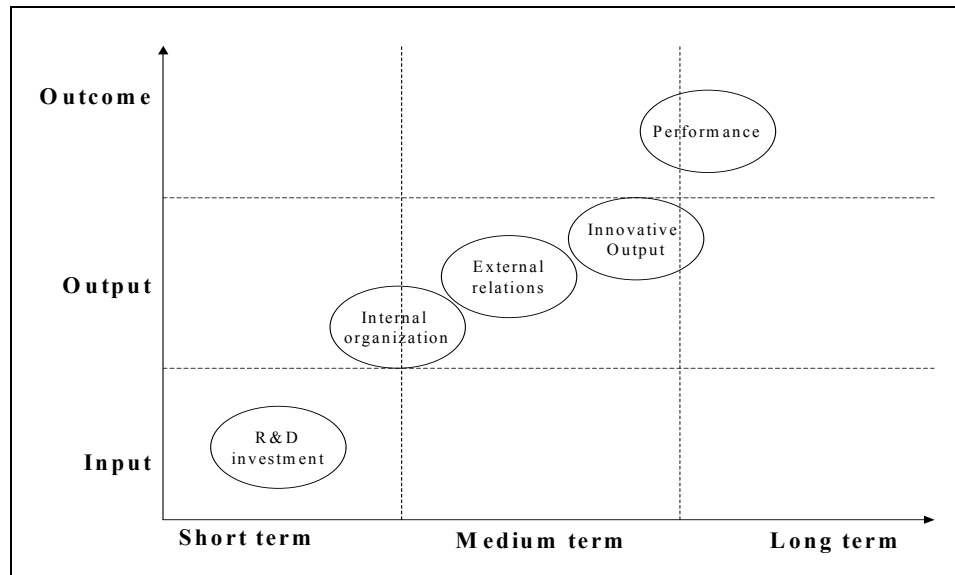 Outcome
Performance
Innovative
Output
External
relations
Output
Internal
organization
R&D
investment
Input
Short term
Medium term
Long term